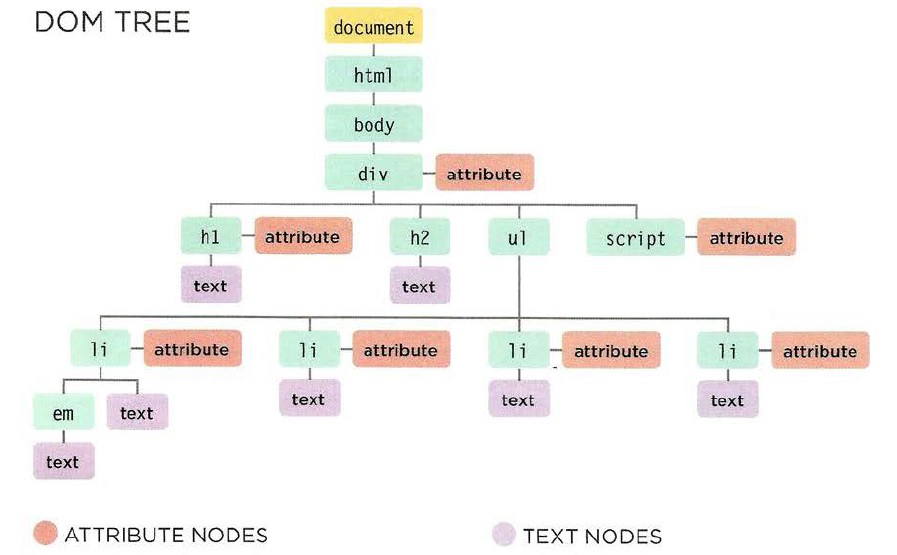 DOM TREE
document
html
body
div attribute
h1 attribute h2 ul script attribute
text text
li attribute li attribute li attribute li attribute
em text text text text
text
ATTRIBUTE NODES TEXT NODES